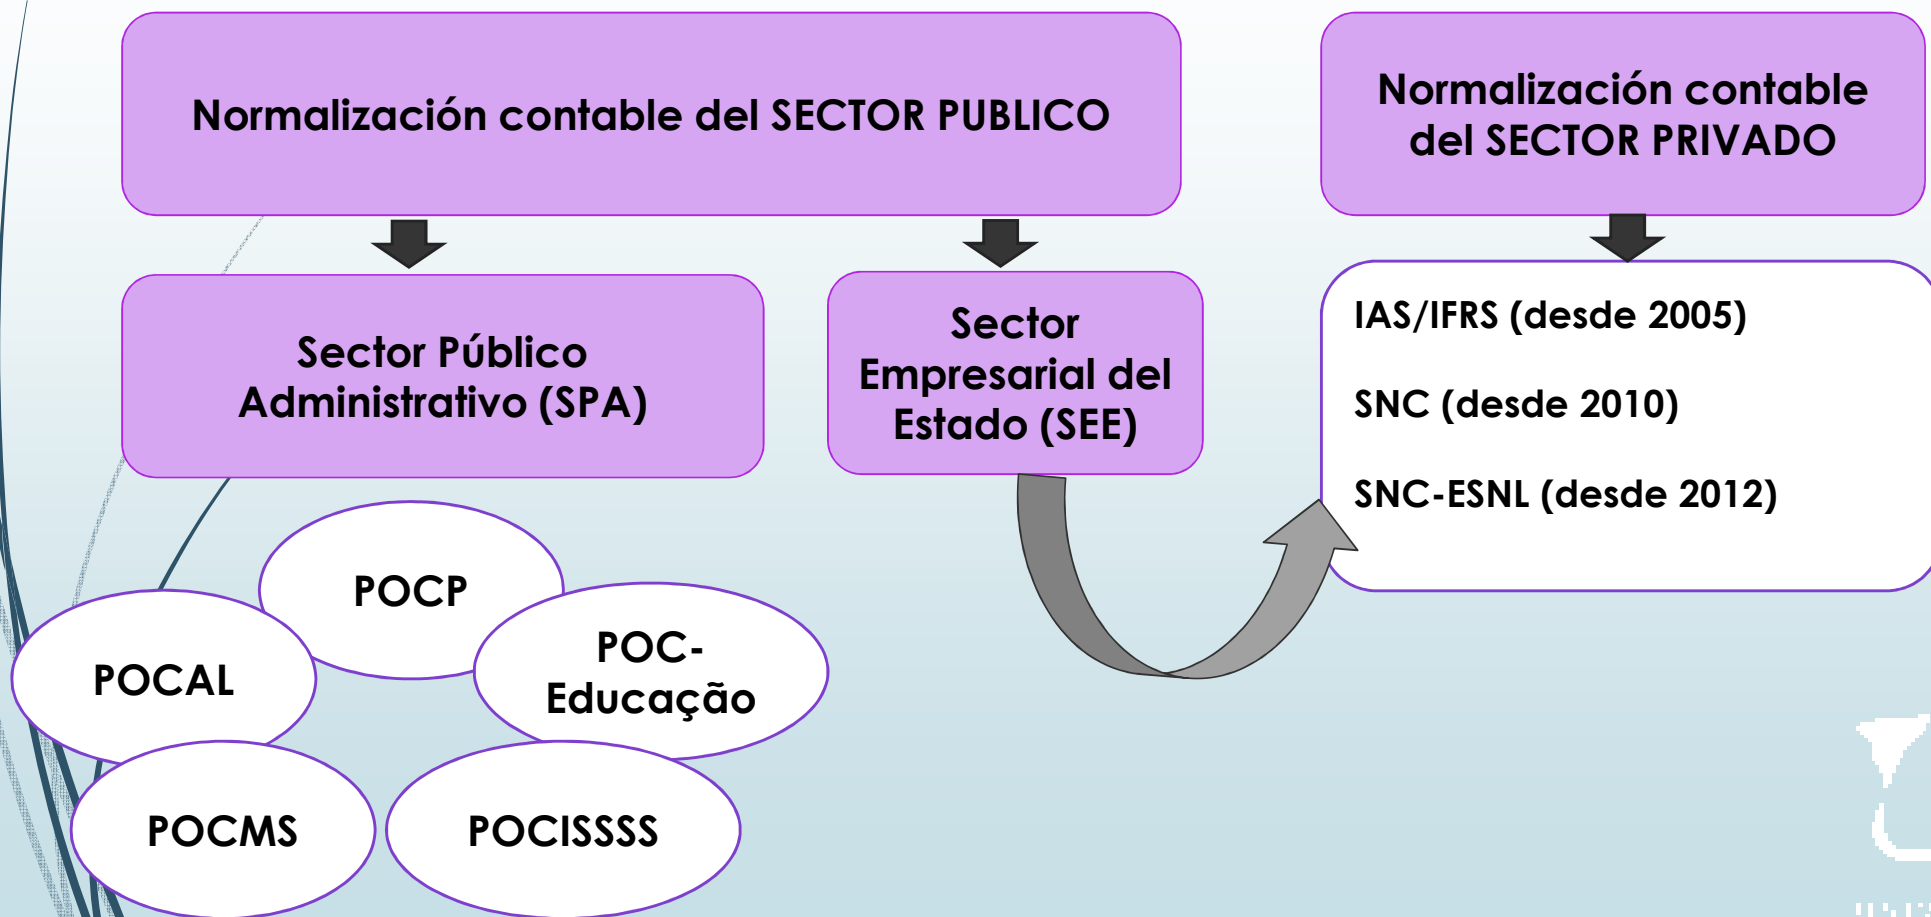 Normalización contable del SECTOR PUBLICO
Normalización contable
del SECTOR PRIVADO
Sector Público
Administrativo (SPA)
Sector
Empresarial del
Estado (SEE)
IAS/IFRS (desde 2005)
SNC (desde 2010)
SNC-ESNL (desde 2012)
POCP
POCAL
POC-
Educação
POCMS
POCISSSS